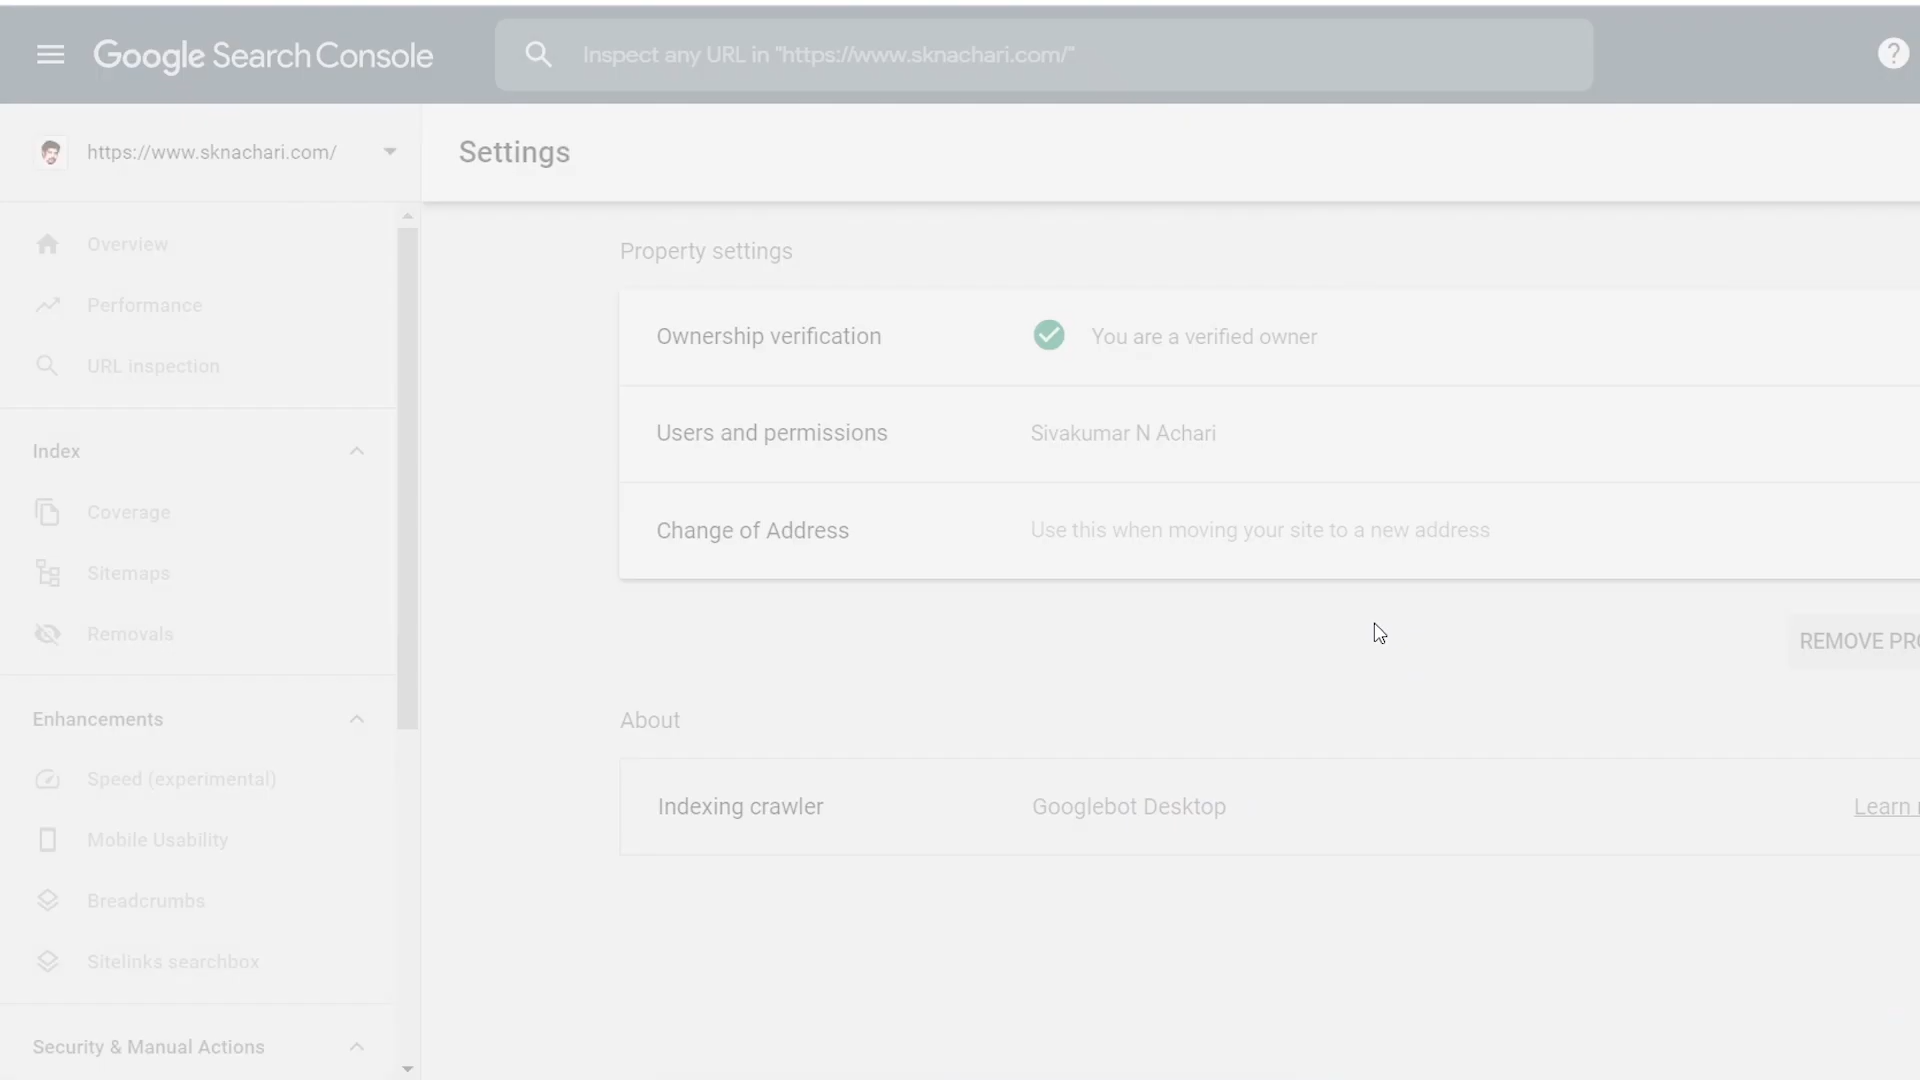 Google Search Console
Inspect any URL in "https://www.sknachari.com/"
?
https://www.sknachari.com/
Settings
Overview
Performance
URL inspection
Index
Coverage
Sitemaps
Removals
Enhancements
Speed (experimental)
Mobile Usability
Breadcrumbs
Sitelinks searchbox
Security & Manual Actions
Property settings
Ownership verification
You are a verified owner
Users and permissions
Sivakumar N Achari
Change of Address
Use this when moving your site to a new address
REMOVE PRO
About
Indexing crawler
Googlebot Desktop
Learn